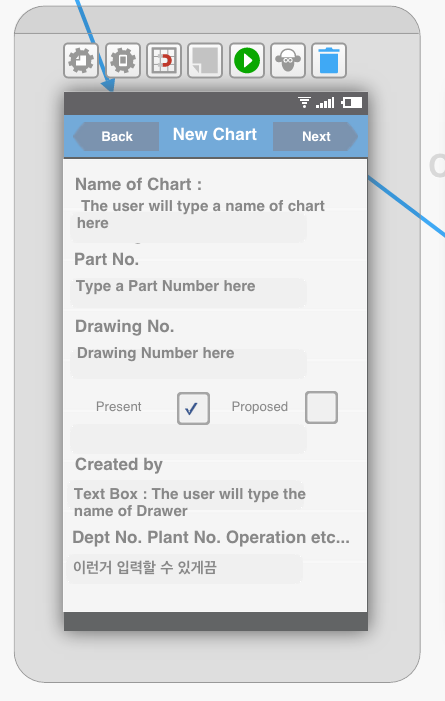 Back
New Chart
Next
Name of Chart :
The user will type a name of chart
here
Part No.
Type a Part Number here
Drawing No.
Drawing Number here
Present
Proposed
Created by
Text Box : The user will type the
name of Drawer
Dept No. Plant No. Operation etc...
이런거 입력할 수 있게끔